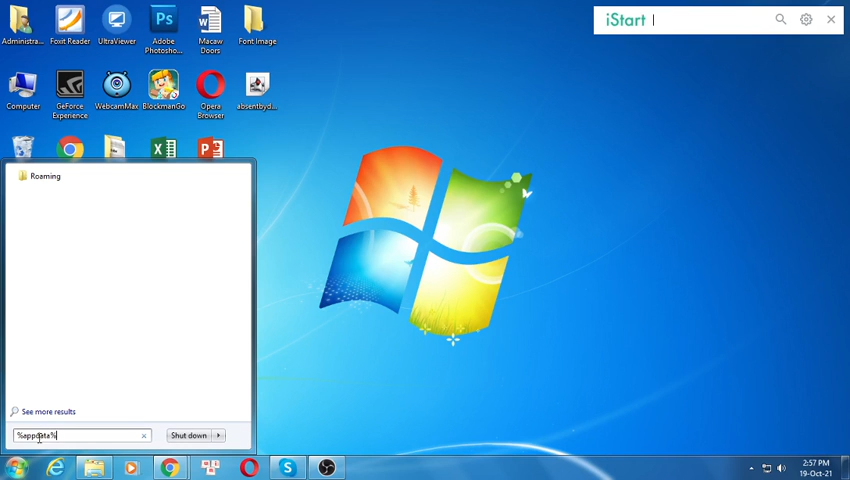 iStart
Administra...
Foxit Reader
UltraViewer
Adobe
Photosho...
Macaw
Doors
Font Image
Computer
GeForce
Experience
WebcamMax
BlockmanGo
Opera
Browser
absentbyd...
Roaming
See more results
%appdata%
Shut down
2:57 PM
19-Oct-21